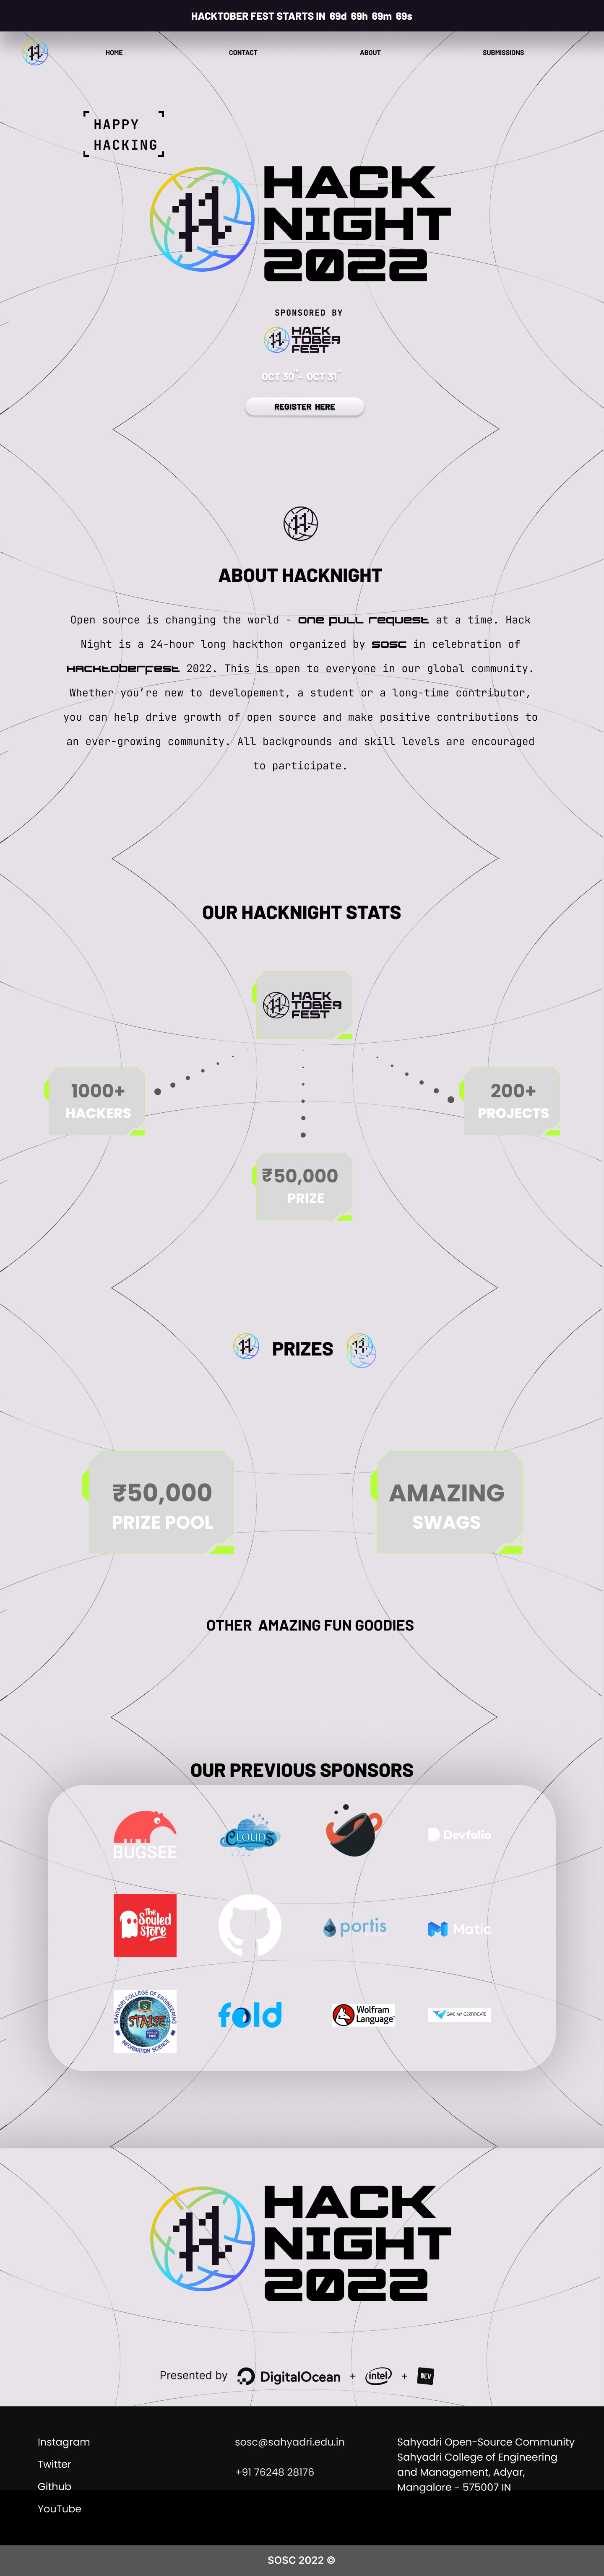 HACKTOBER FEST STARTS IN 69d 69h 69m 69s
HOME CONTACT ABOUT SUBMISSIONS
HAPPY
HACKING
HACK
NIGHT
2022
SPONSORED BY
HACK
TOBER
FEST
OCT 30 - OCT 31
REGISTER HERE
ABOUT HACKNIGHT
Open source is changing the world - one pull request at a time. Hack
Night is a 24-hour long hackthon organized by sosc in celebration of
Hacktoberfest 2022. This is open to everyone in our global community.
Whether you’re new to developement, a student or a long-time contributor,
you can help drive growth of open source and make positive contributions to
an ever-growing community. All backgrounds and skill levels are encouraged
to participate.
OUR HACKNIGHT STATS
HACK
TOBER
FEST
1000+
HACKERS
200+
PROJECTS
₹50,000
PRIZE
PRIZES
₹50,000
PRIZE POOL
AMAZING
SWAGS
OTHER AMAZING FUN GOODIES
OUR PREVIOUS SPONSORS
BUGSEE
CLOUDS
Devfolio
The
Souled
Store
portis
Matic
SAHYADRI COLLEGE OF ENGINEERING
STAISE
INFORMATION SCIENCE
fold
Wolfram
Language
GIVE MY CERTIFICATE
HACK
NIGHT
2022
Presented by DigitalOcean + intel + DEV
Instagram
Twitter
Github
YouTube
sosc@sahyadri.edu.in
+91 76248 28176
Sahyadri Open-Source Community
Sahyadri College of Engineering
and Management, Adyar,
Mangalore - 575007 IN
SOSC 2022 ©